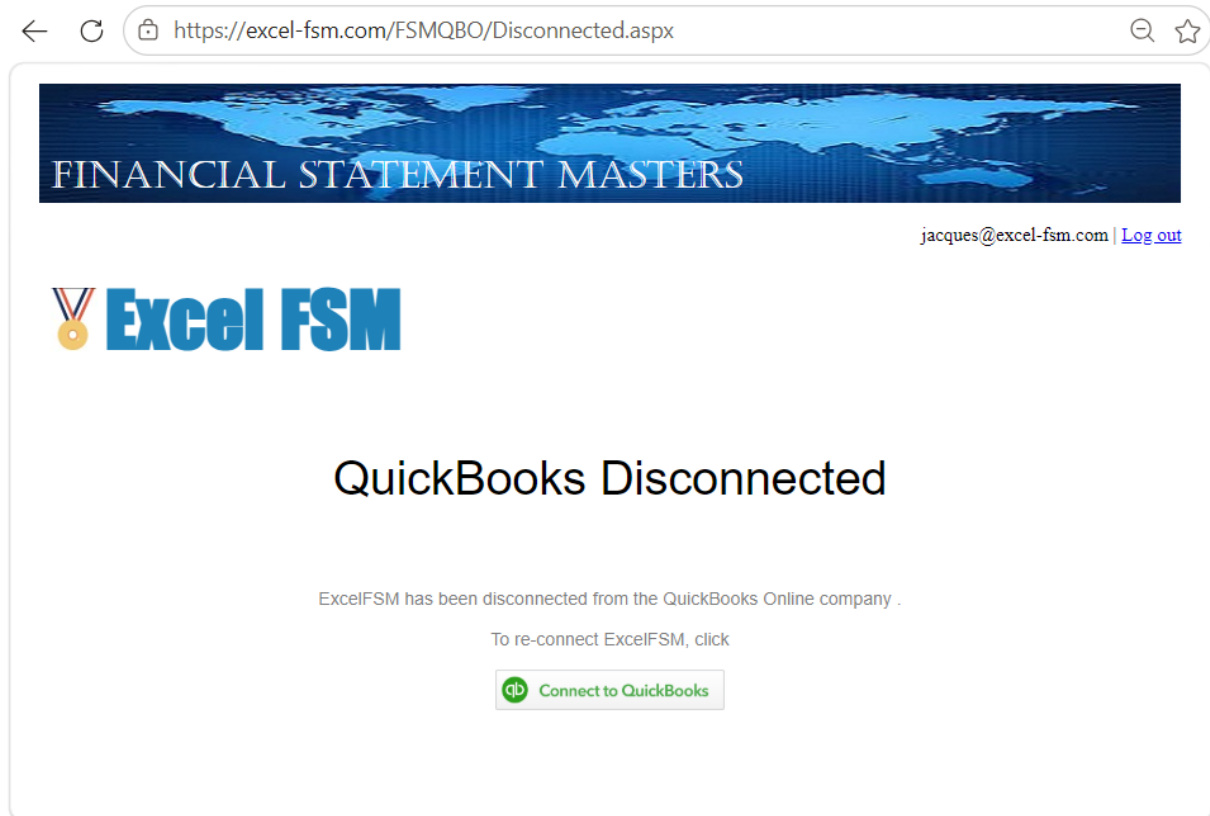 https://excel-fsm.com/FSMQBO/Disconnected.aspx
FINANCIAL STATEMENT MASTERS
jacques@excel-fsm.com | Log out
Excel FSM
QuickBooks Disconnected
ExcelFSM has been disconnected from the QuickBooks Online company .
To re-connect ExcelFSM, click
qb Connect to QuickBooks